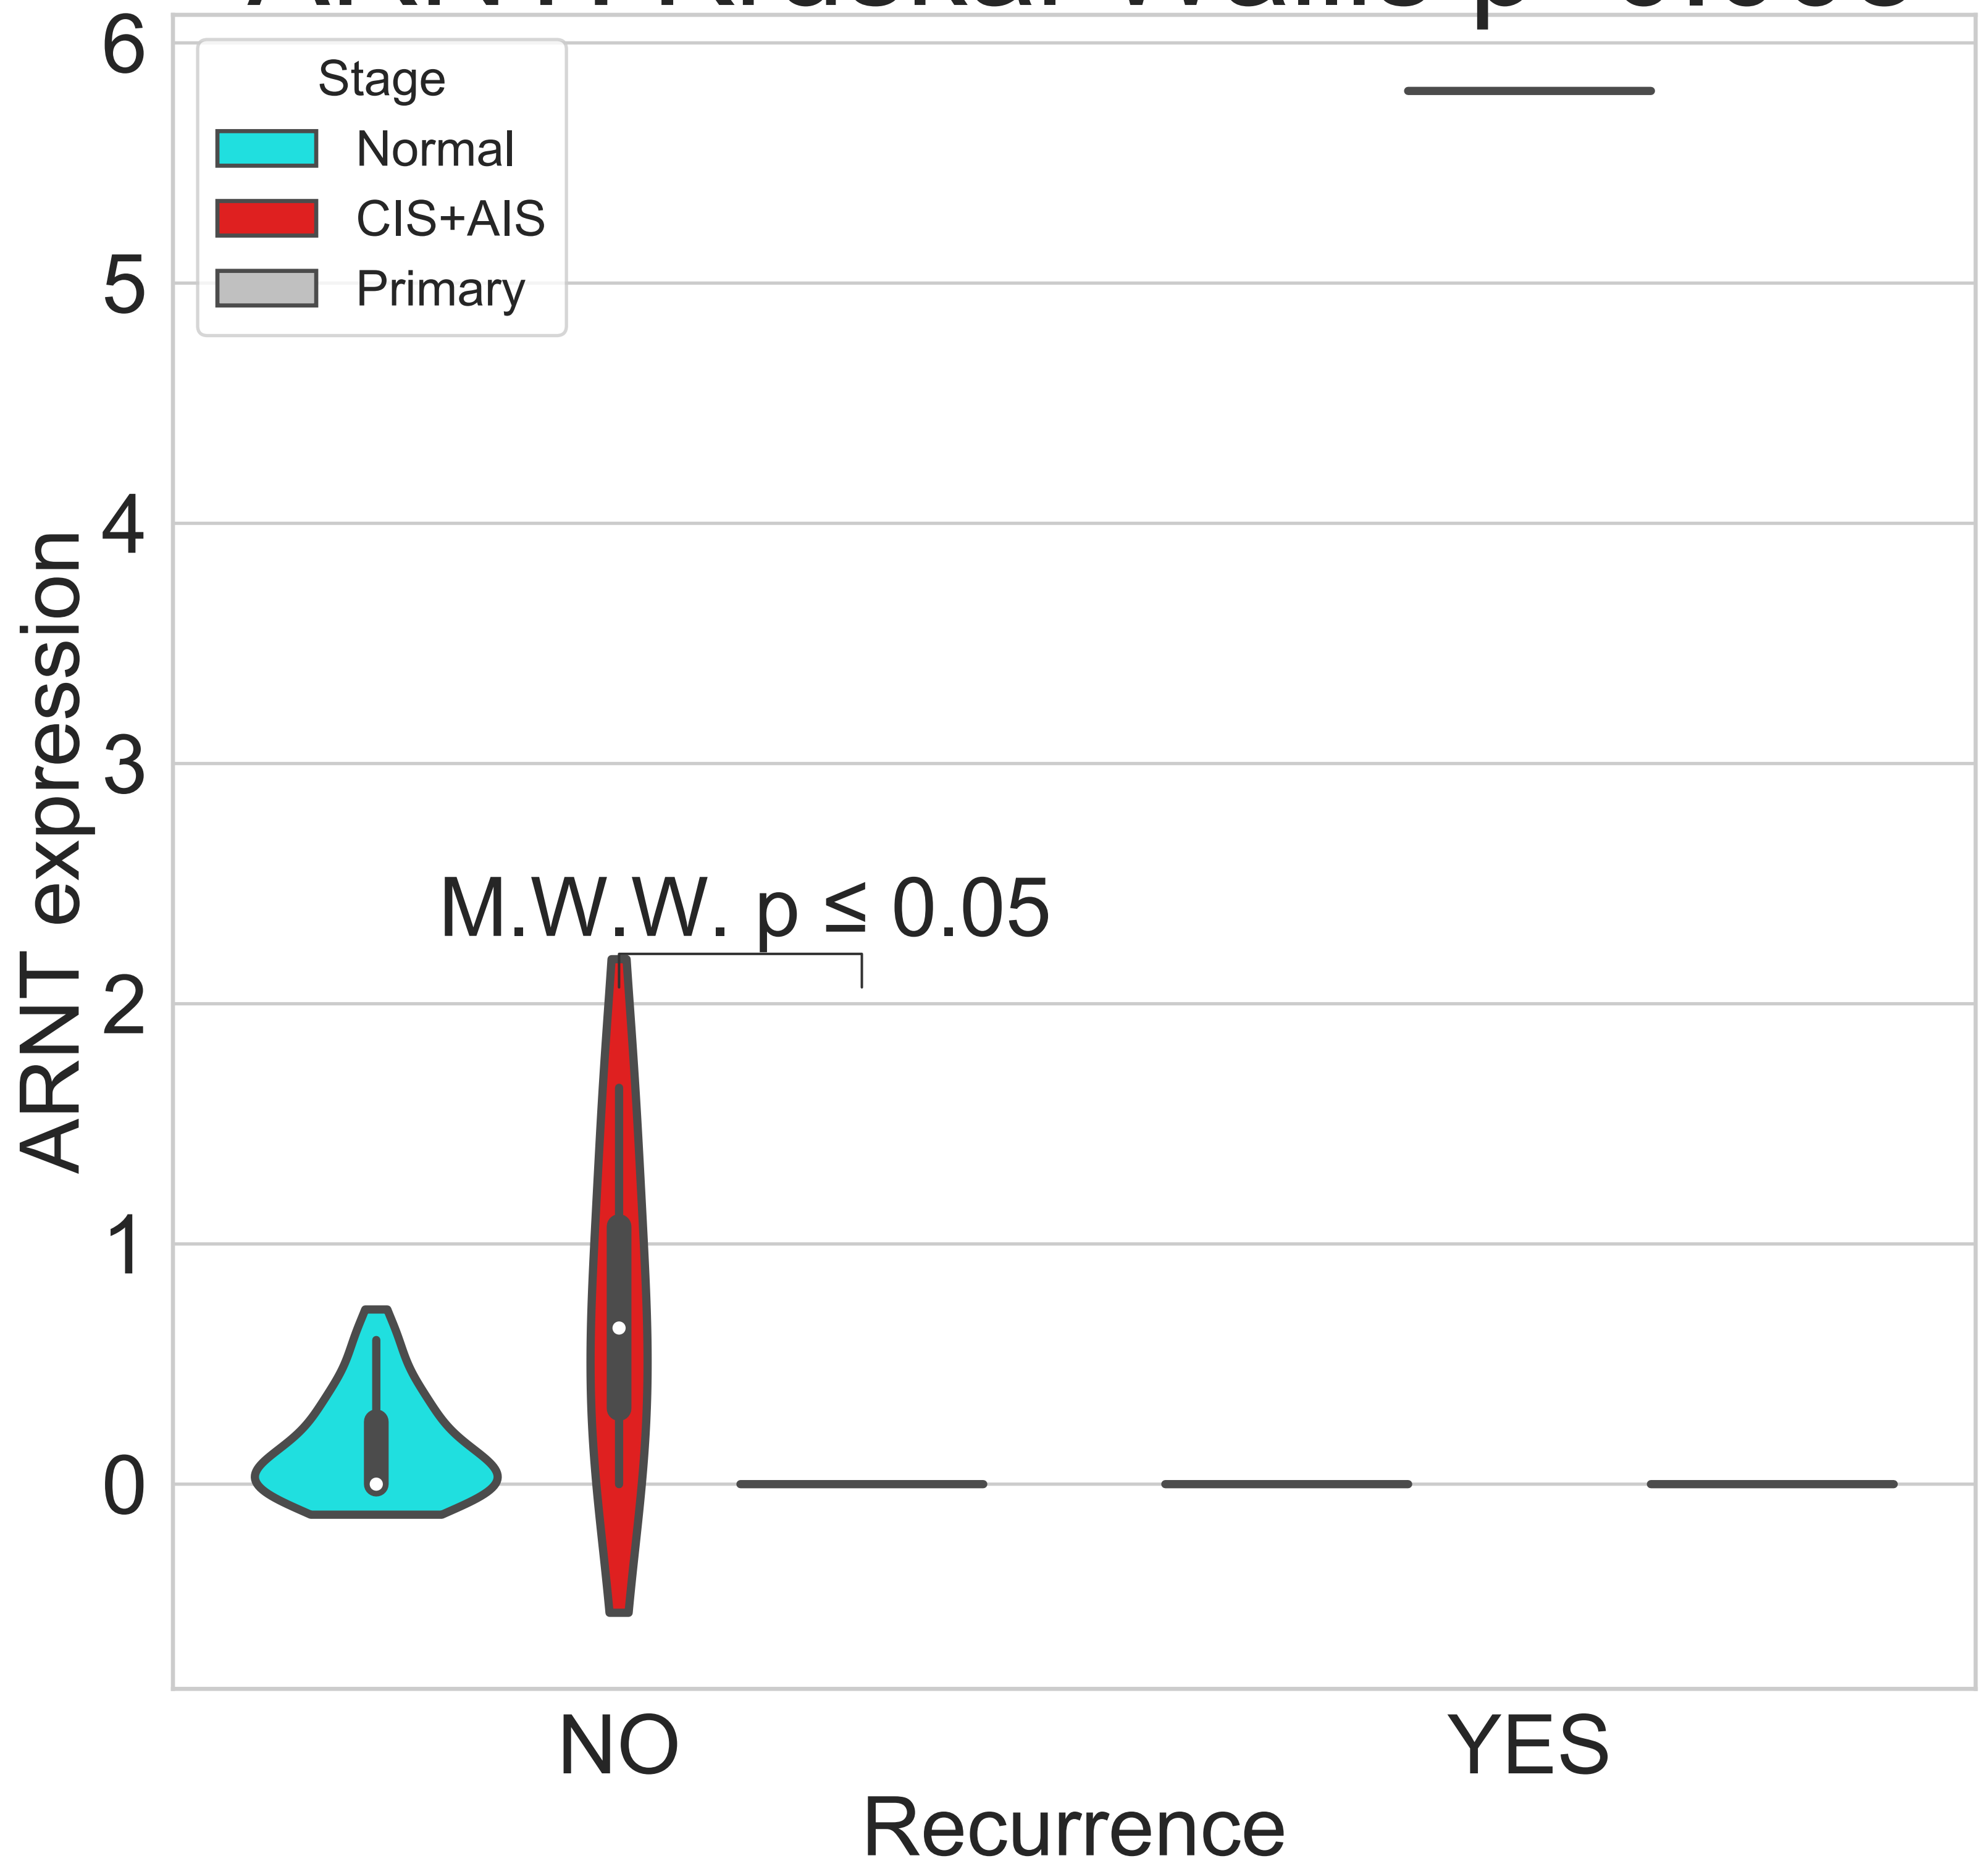 6
5
4
3
2
1
0
ARNT expression
Stage
Normal
CIS+AIS
Primary
M.W.W. p ≤ 0.05
NO
YES
Recurrence